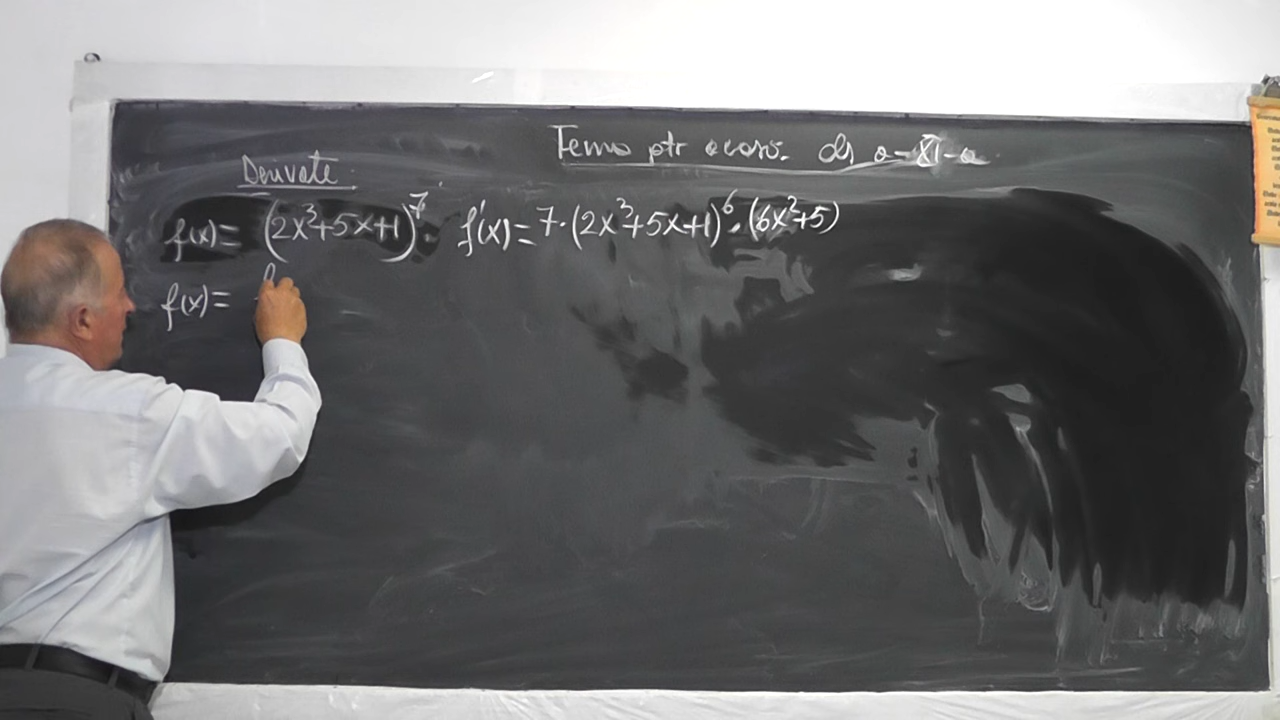 Tema ptr acasă. cls a-XI-a
Derivate.
f(x)= (2x³+5x+1)⁷. f'(x)=7·(2x³+5x+1)⁶·(6x²+5)
f(x)=